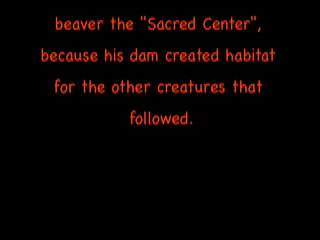 beaver the "Sacred Center",
because his dam created habitat
for the other creatures that
followed.